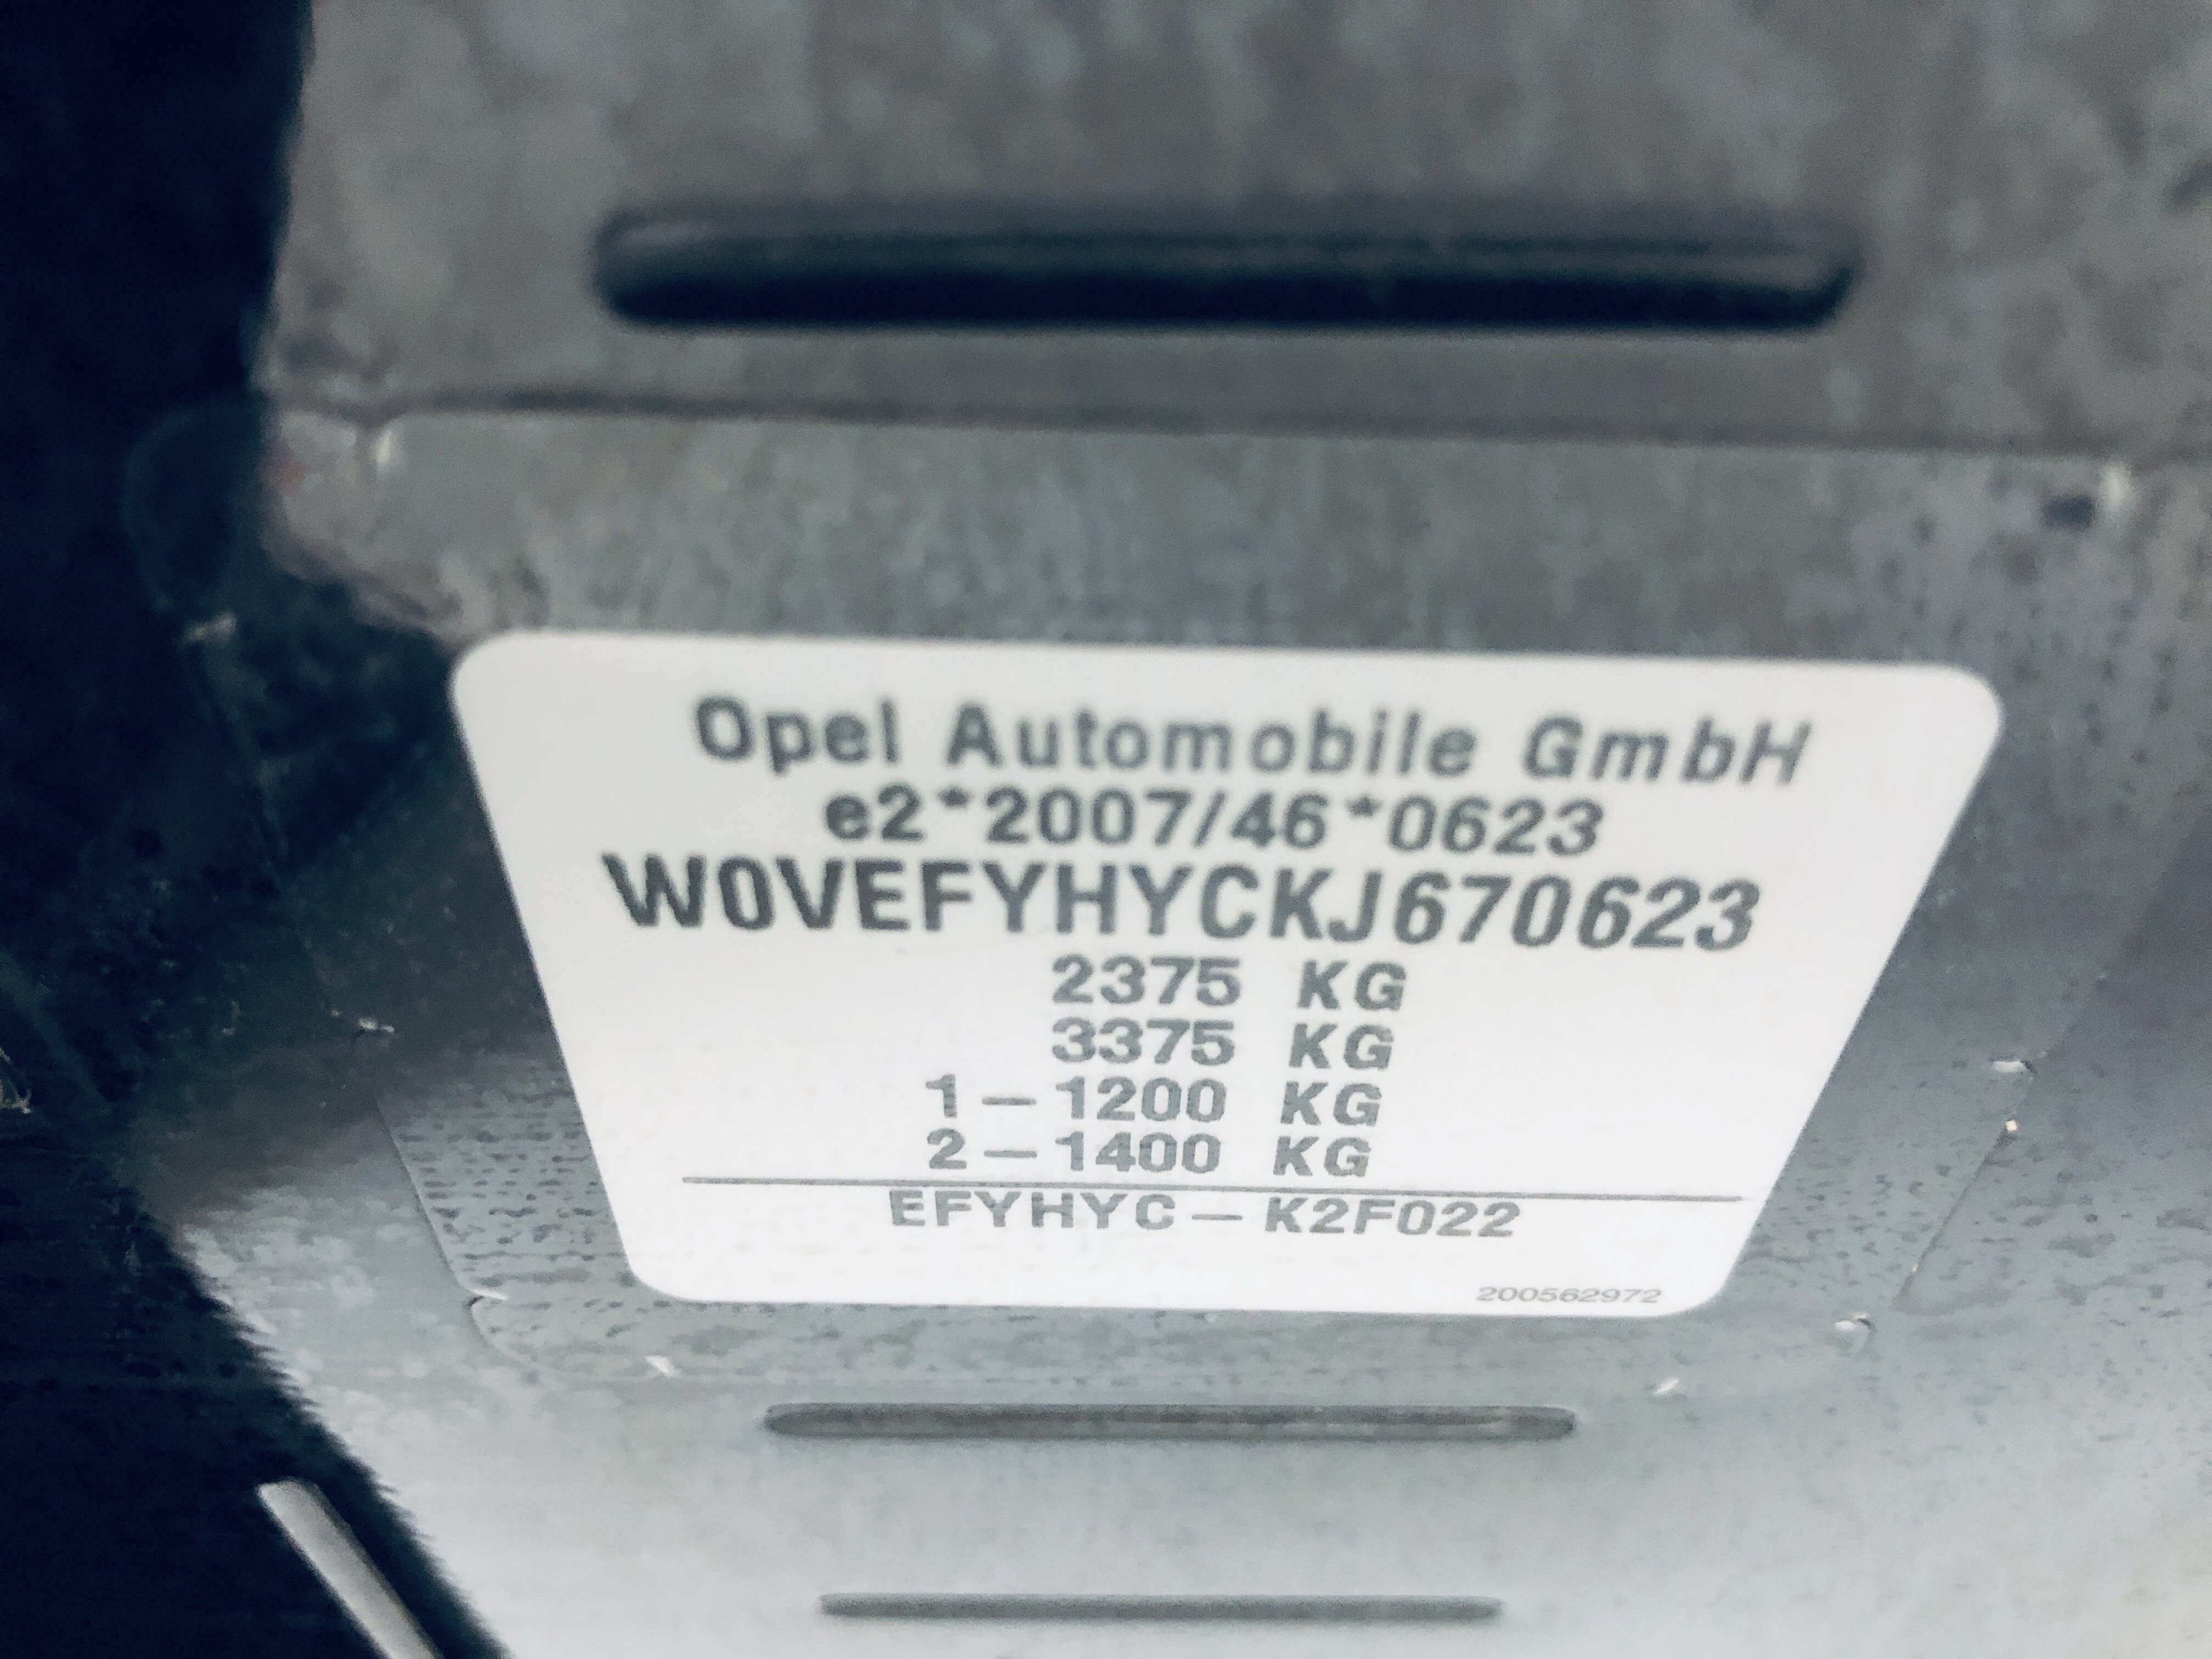 Opel Automobile GmbH
e2*2007/46*0623
W0VEFYHYCKJ670623
2375 KG
3375 KG
1-1200 KG
2-1400 KG
EFYHYC-K2F022
200562972